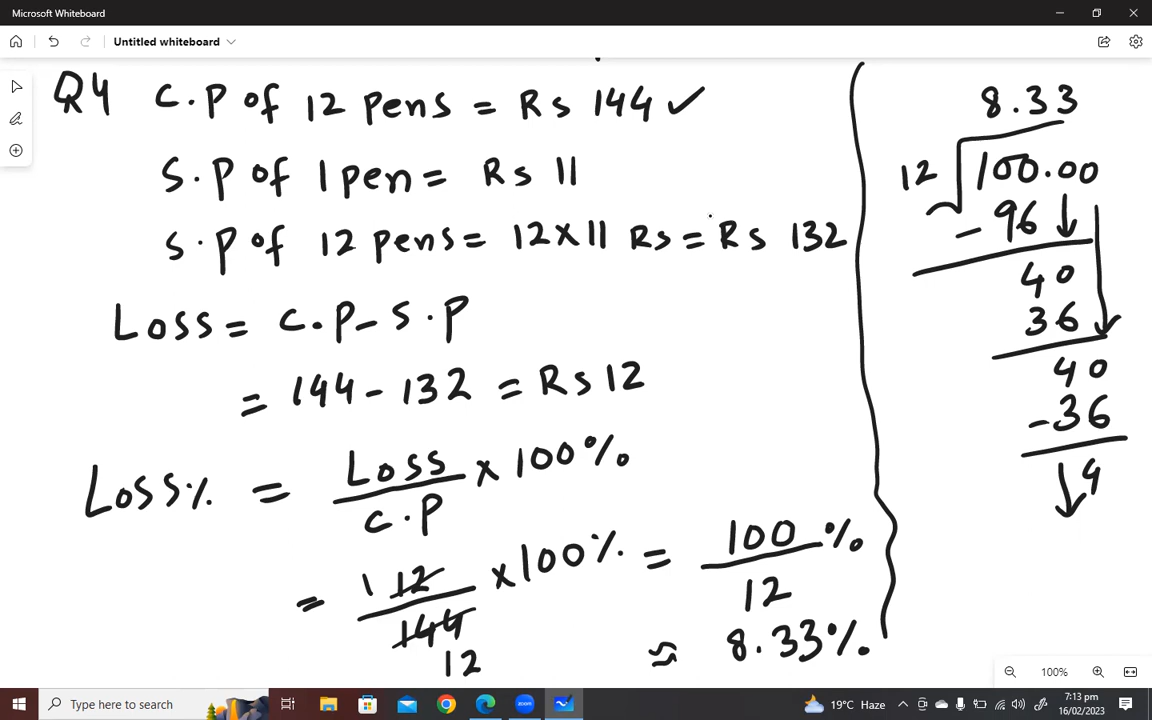 Microsoft Whiteboard
Untitled whiteboard
Q4 C.P of 12 pens = Rs 144 ✓
S.P of 1 pen = Rs 11
S.P of 12 pens = 12 x 11 Rs = Rs 132
Loss = C.P - S.P
= 144 - 132 = Rs 12
Loss% = Loss/C.P x 100%
= 1 12/144 12 x 100% = 100/12 %
≈ 8.33%
8.33
12 100.00
- 96
40
36
40
- 36
4
100%
Type here to search
zoom
19°C Haze
7:13 pm
16/02/2023